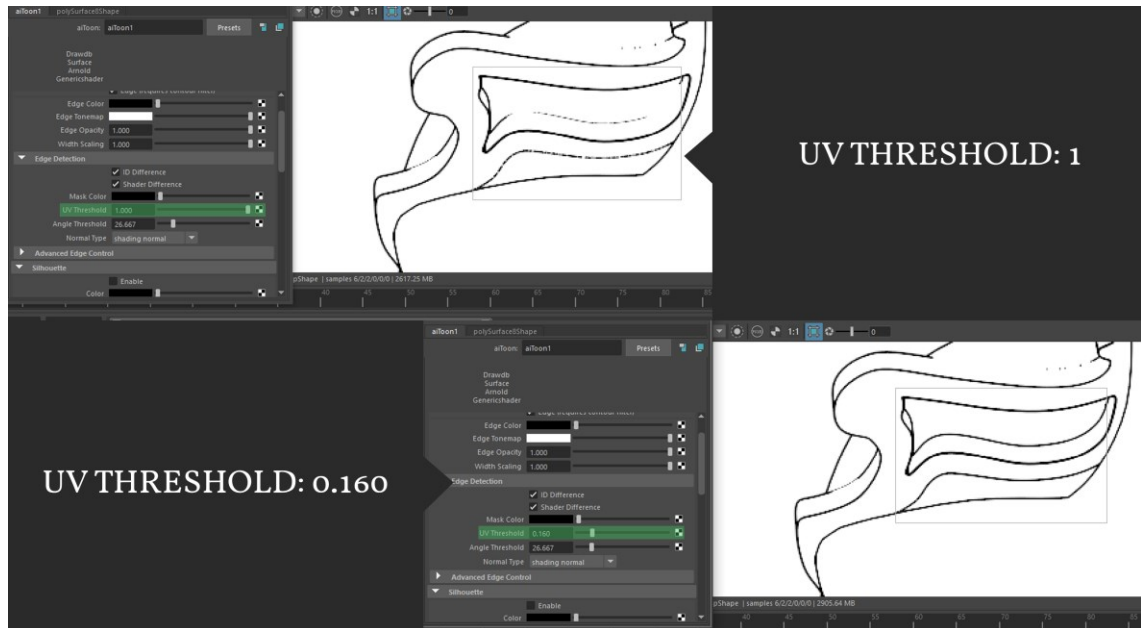 aiToon1 polySurface8Shape
aiToon: aiToon1 Presets
Drawdb
Surface
Arnold
Genericshader
Edge Color
Edge Tonemap
Edge Opacity 1.000
Width Scaling 1.000
Edge Detection
ID Difference
Shader Difference
Mask Color
UV Threshold 1.000
Angle Threshold 26.667
Normal Type shading normal
Advanced Edge Control
Silhouette
Enable
Color
1:1 0
pShape | samples 6/2/2/0/0/0 | 2617.25 MB
40 45 50 55 60 65 70 75 80 85
UV THRESHOLD: 1
UV THRESHOLD: 0.160
aiToon1 polySurface8Shape
aiToon: aiToon1 Presets
Drawdb
Surface
Arnold
Genericshader
Edge Color
Edge Tonemap
Edge Opacity 1.000
Width Scaling 1.000
Edge Detection
ID Difference
Shader Difference
Mask Color
UV Threshold 0.160
Angle Threshold 26.667
Normal Type shading normal
Advanced Edge Control
Silhouette
Enable
Color
1:1 0
pShape | samples 6/2/2/0/0/0 | 2905.64 MB
40 45 50 55 60 65 70 75 80 85